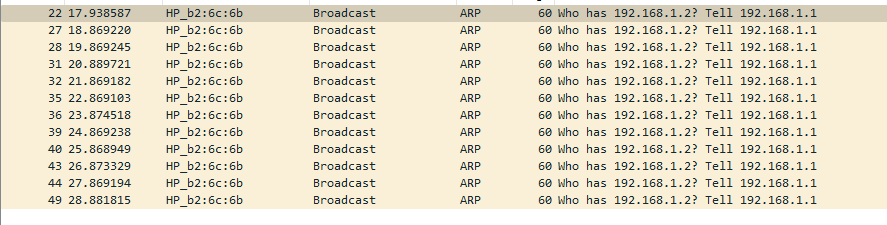 22 17.938587 HP_b2:6c:6b Broadcast ARP 60 Who has 192.168.1.2? Tell 192.168.1.1
27 18.869220 HP_b2:6c:6b Broadcast ARP 60 Who has 192.168.1.2? Tell 192.168.1.1
28 19.869245 HP_b2:6c:6b Broadcast ARP 60 Who has 192.168.1.2? Tell 192.168.1.1
31 20.889721 HP_b2:6c:6b Broadcast ARP 60 Who has 192.168.1.2? Tell 192.168.1.1
32 21.869182 HP_b2:6c:6b Broadcast ARP 60 Who has 192.168.1.2? Tell 192.168.1.1
35 22.869103 HP_b2:6c:6b Broadcast ARP 60 Who has 192.168.1.2? Tell 192.168.1.1
36 23.874518 HP_b2:6c:6b Broadcast ARP 60 Who has 192.168.1.2? Tell 192.168.1.1
39 24.869238 HP_b2:6c:6b Broadcast ARP 60 Who has 192.168.1.2? Tell 192.168.1.1
40 25.868949 HP_b2:6c:6b Broadcast ARP 60 Who has 192.168.1.2? Tell 192.168.1.1
43 26.873329 HP_b2:6c:6b Broadcast ARP 60 Who has 192.168.1.2? Tell 192.168.1.1
44 27.869194 HP_b2:6c:6b Broadcast ARP 60 Who has 192.168.1.2? Tell 192.168.1.1
49 28.881815 HP_b2:6c:6b Broadcast ARP 60 Who has 192.168.1.2? Tell 192.168.1.1